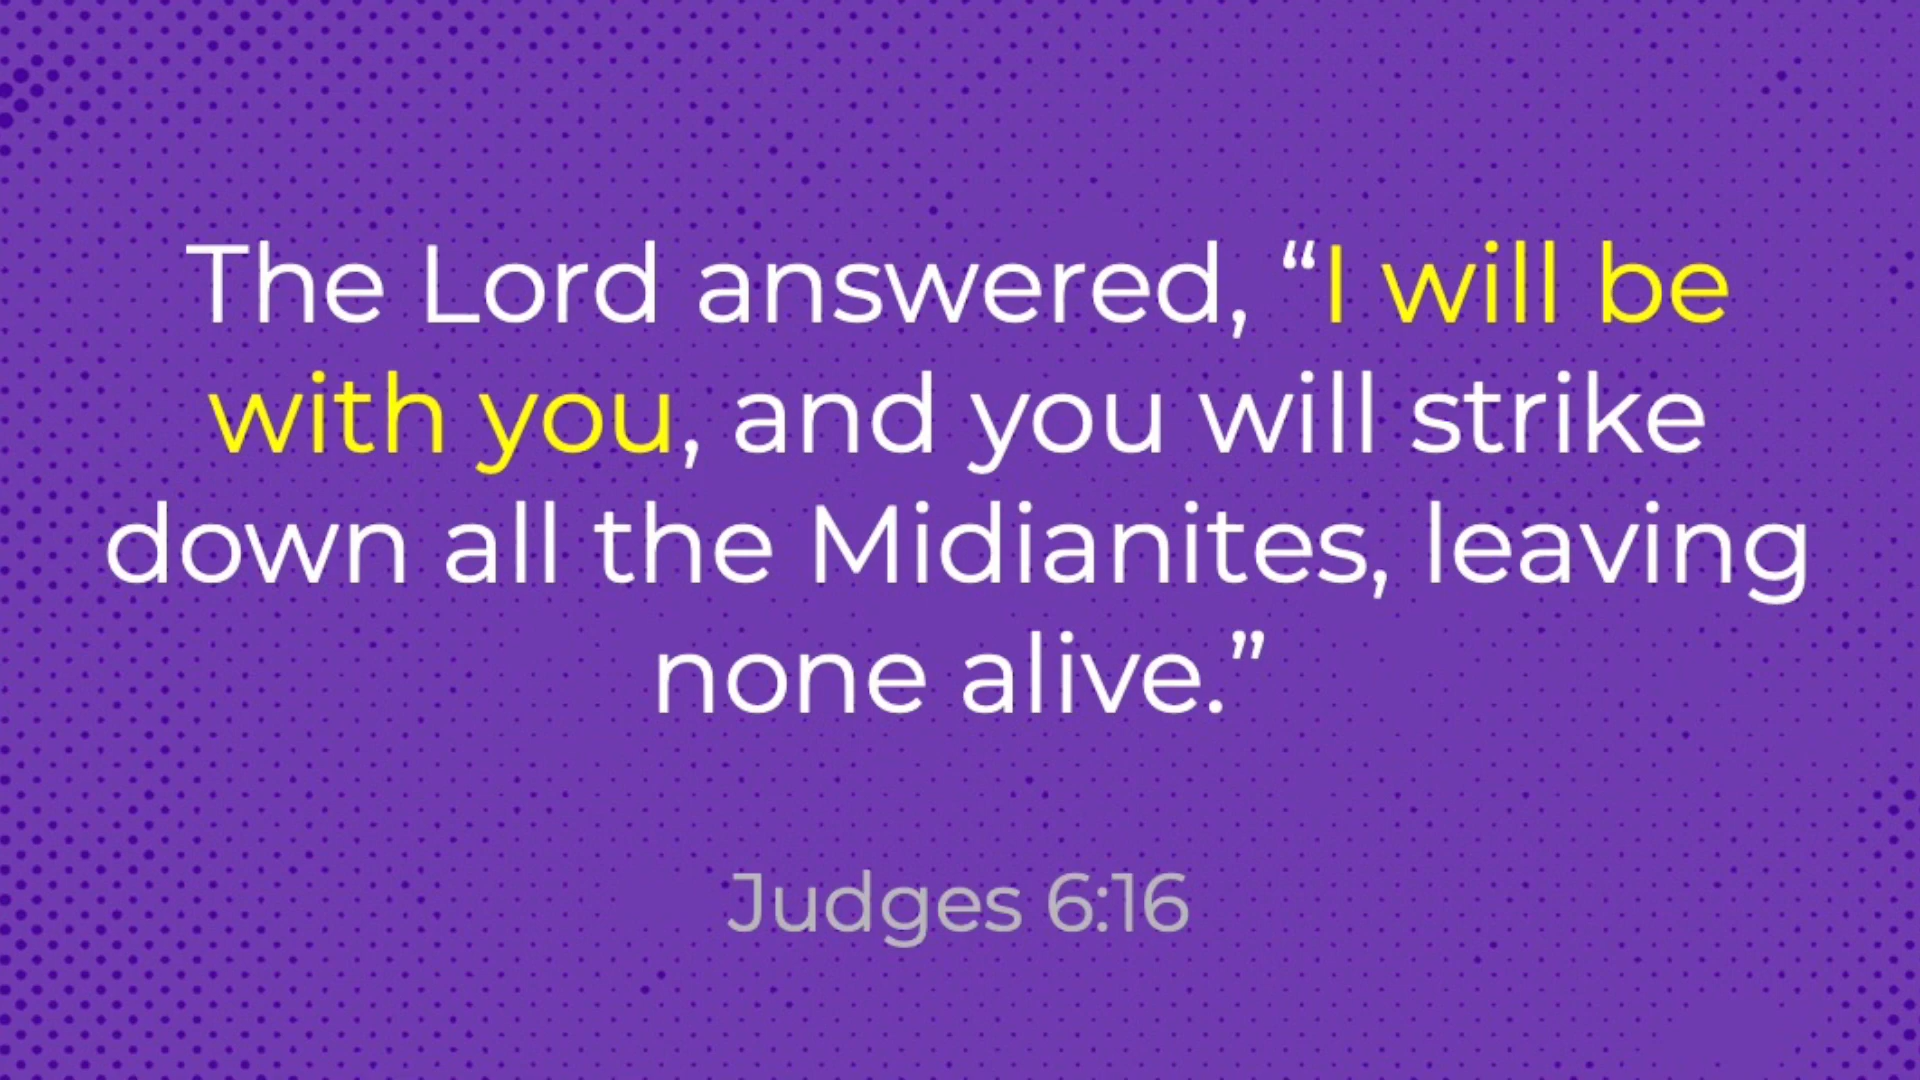 The Lord answered, “I will be
with you, and you will strike
down all the Midianites, leaving
none alive.”
Judges 6:16